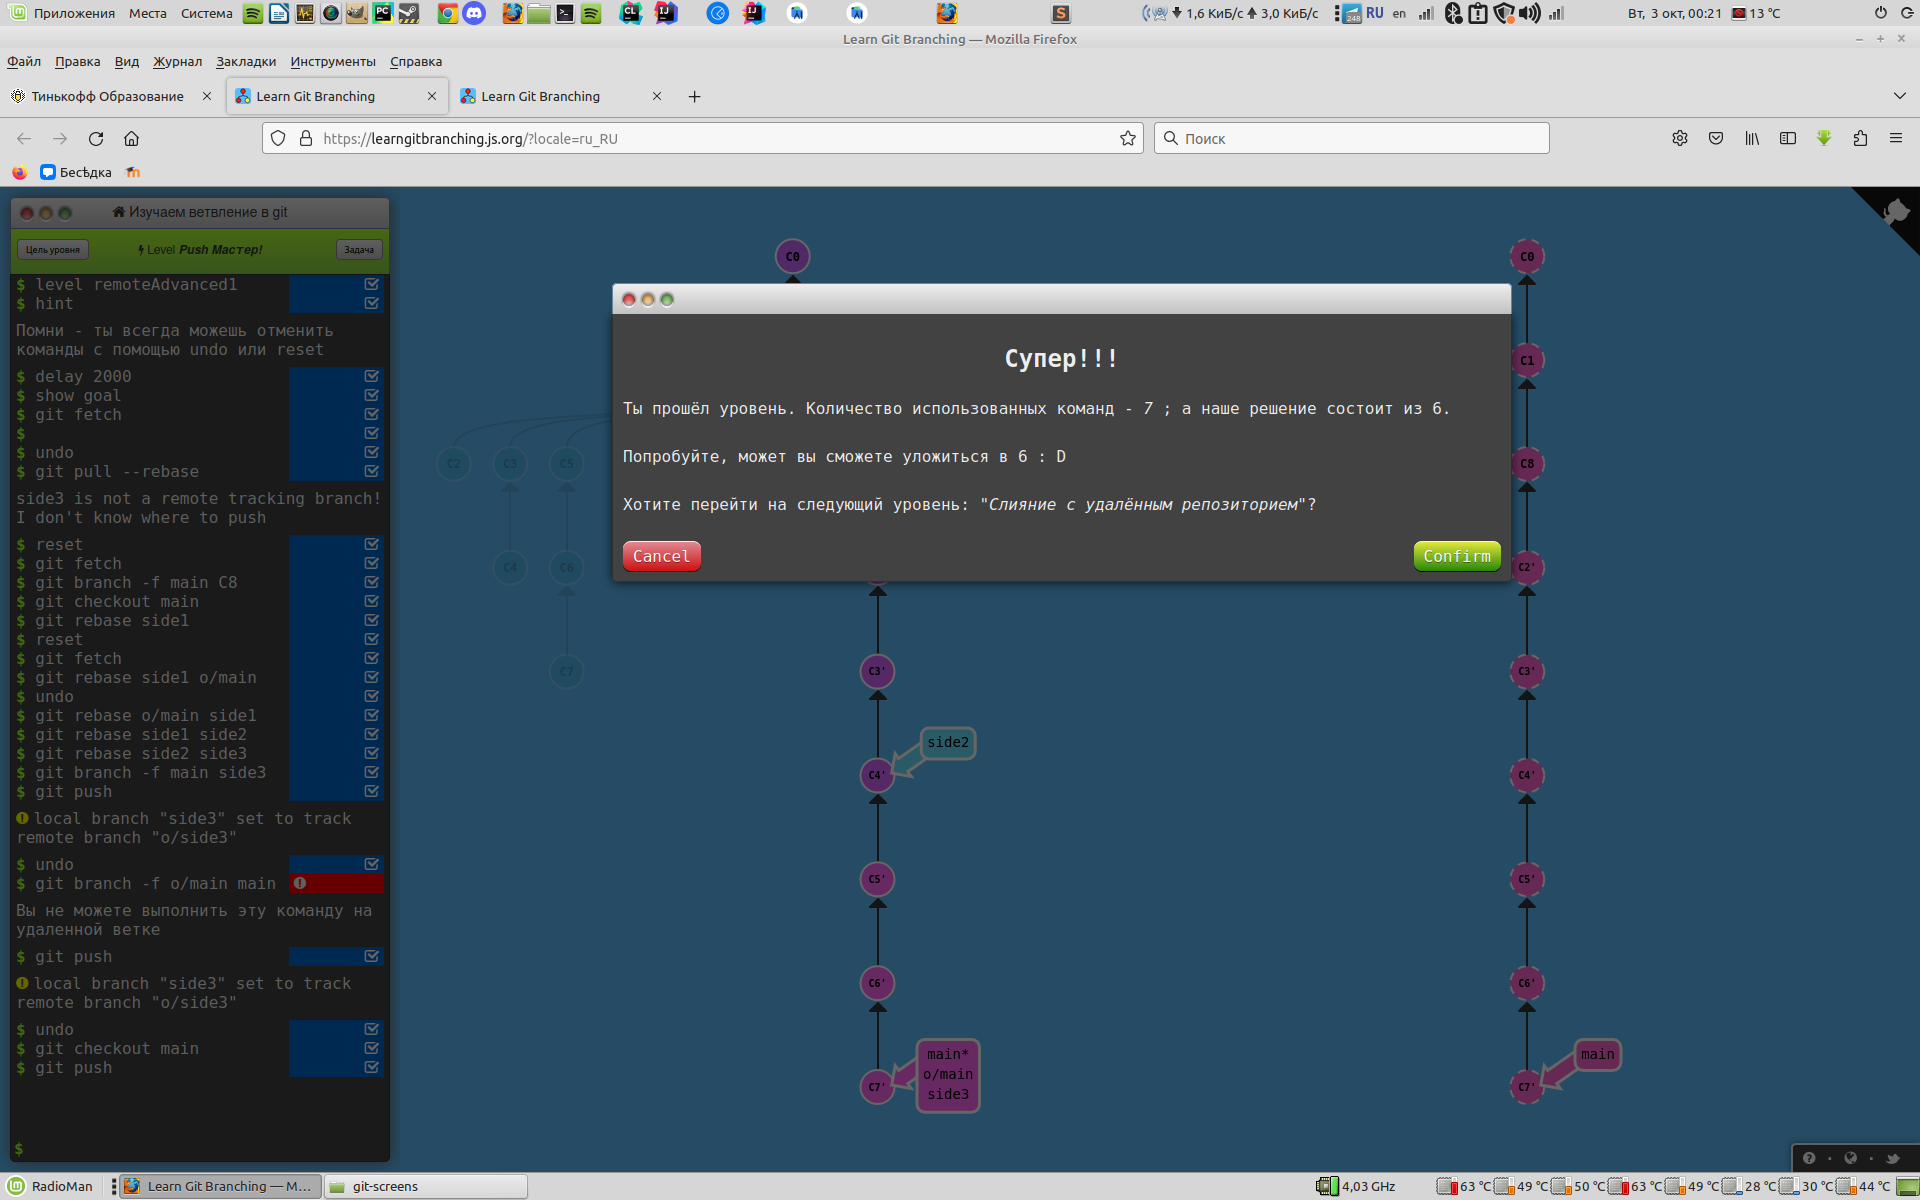 Приложения Места Система
1,6 КиБ/с 3,0 КиБ/с
248 RU en
Вт, 3 окт, 00:21 13 °C
Learn Git Branching — Mozilla Firefox
Файл Правка Вид Журнал Закладки Инструменты Справка
Тинькофф Образование
Learn Git Branching
Learn Git Branching
https://learngitbranching.js.org/?locale=ru_RU
Поиск
Бесѣдка
Изучаем ветвление в git
Цель уровня
Level Push Мастер!
Задача
$ level remoteAdvanced1
$ hint
Помни - ты всегда можешь отменить
команды с помощью undo или reset
$ delay 2000
$ show goal
$ git fetch
$
$ undo
$ git pull --rebase
side3 is not a remote tracking branch!
I don't know where to push
$ reset
$ git fetch
$ git branch -f main C8
$ git checkout main
$ git rebase side1
$ reset
$ git fetch
$ git rebase side1 o/main
$ undo
$ git rebase o/main side1
$ git rebase side1 side2
$ git rebase side2 side3
$ git branch -f main side3
$ git push
local branch "side3" set to track
remote branch "o/side3"
$ undo
$ git branch -f o/main main
Вы не можете выполнить эту команду на
удаленной ветке
$ git push
local branch "side3" set to track
remote branch "o/side3"
$ undo
$ git checkout main
$ git push
$
C0
C2 C3 C5
C4 C6
C7
Супер!!!
Ты прошёл уровень. Количество использованных команд - 7 ; а наше решение состоит из 6.
Попробуйте, может вы сможете уложиться в 6 : D
Хотите перейти на следующий уровень: "Слияние с удалённым репозиторием"?
Cancel
Confirm
C3'
side2
C4'
C5'
C6'
main*
o/main
side3
C7'
C0
C1
C8
C2'
C3'
C4'
C5'
C6'
main
C7'
RadioMan
Learn Git Branching — M...
git-screens
4,03 GHz
63 °C 49 °C 50 °C 63 °C 49 °C 28 °C 30 °C 44 °C